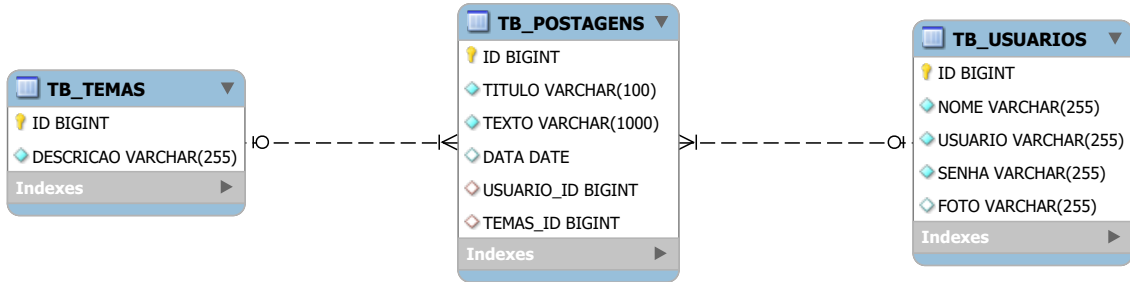 TB_TEMAS
ID BIGINT
DESCRICAO VARCHAR(255)
Indexes
TB_POSTAGENS
ID BIGINT
TITULO VARCHAR(100)
TEXTO VARCHAR(1000)
DATA DATE
USUARIO_ID BIGINT
TEMAS_ID BIGINT
Indexes
TB_USUARIOS
ID BIGINT
NOME VARCHAR(255)
USUARIO VARCHAR(255)
SENHA VARCHAR(255)
FOTO VARCHAR(255)
Indexes